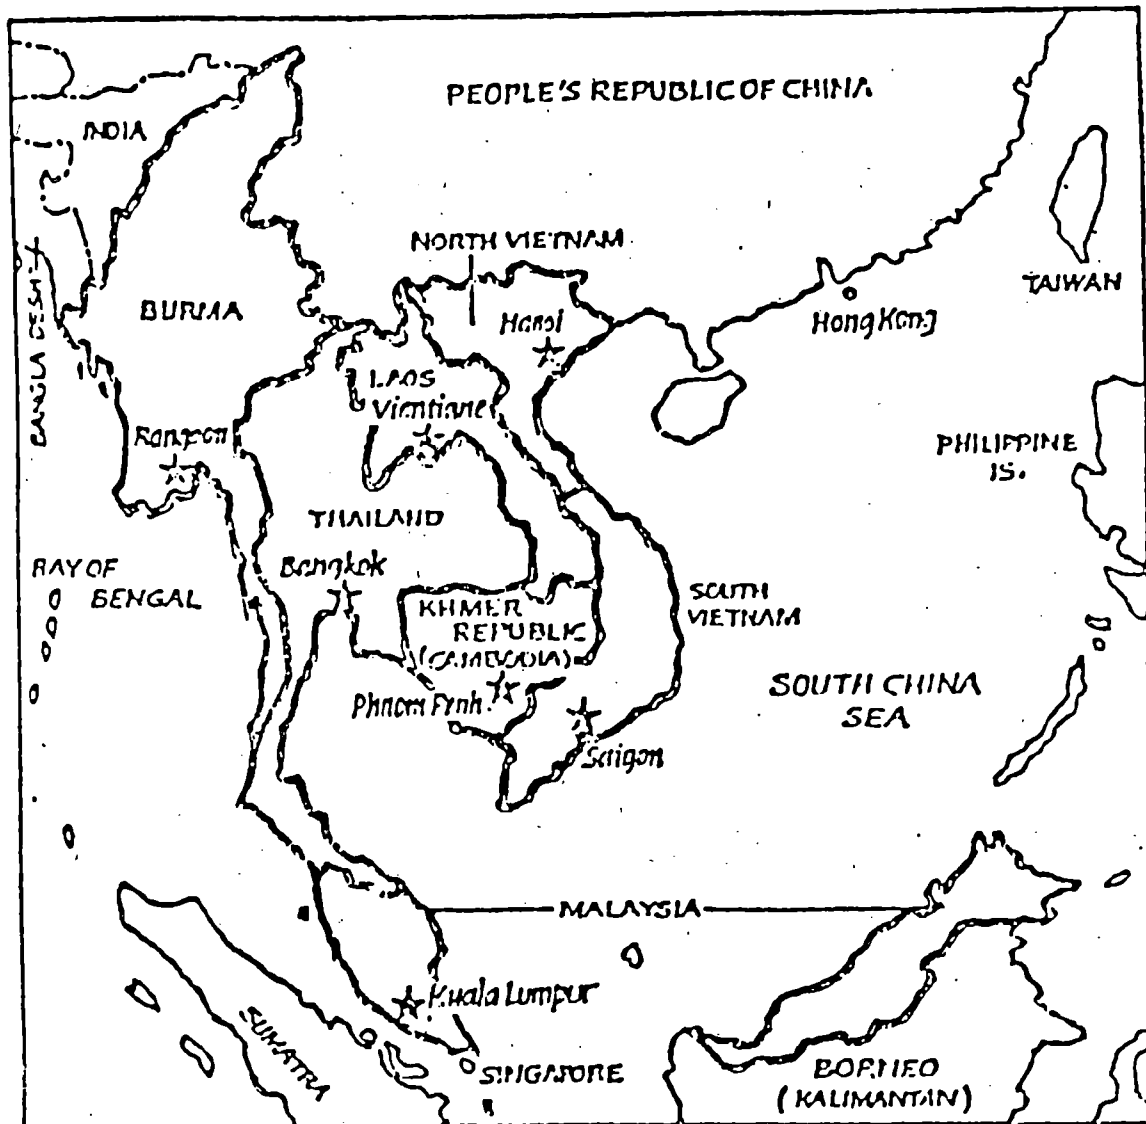 PEOPLE'S REPUBLIC OF CHINA
INDIA
NORTH VIETNAM
TAIWAN
BURMA
Hanoi
Hong Kong
BANGLA DESH
LAOS
Vientiane
Rangoon
PHILIPPINE
IS.
THAILAND
BAY OF
BENGAL
Bangkok
KHMER
REPUBLIC
(CAMBODIA)
SOUTH
VIETNAM
Phnom Penh
SOUTH CHINA
SEA
Saigon
MALAYSIA
Kuala Lumpur
SUMATRA
SINGAPORE
BORNEO
(KALIMANTAN)